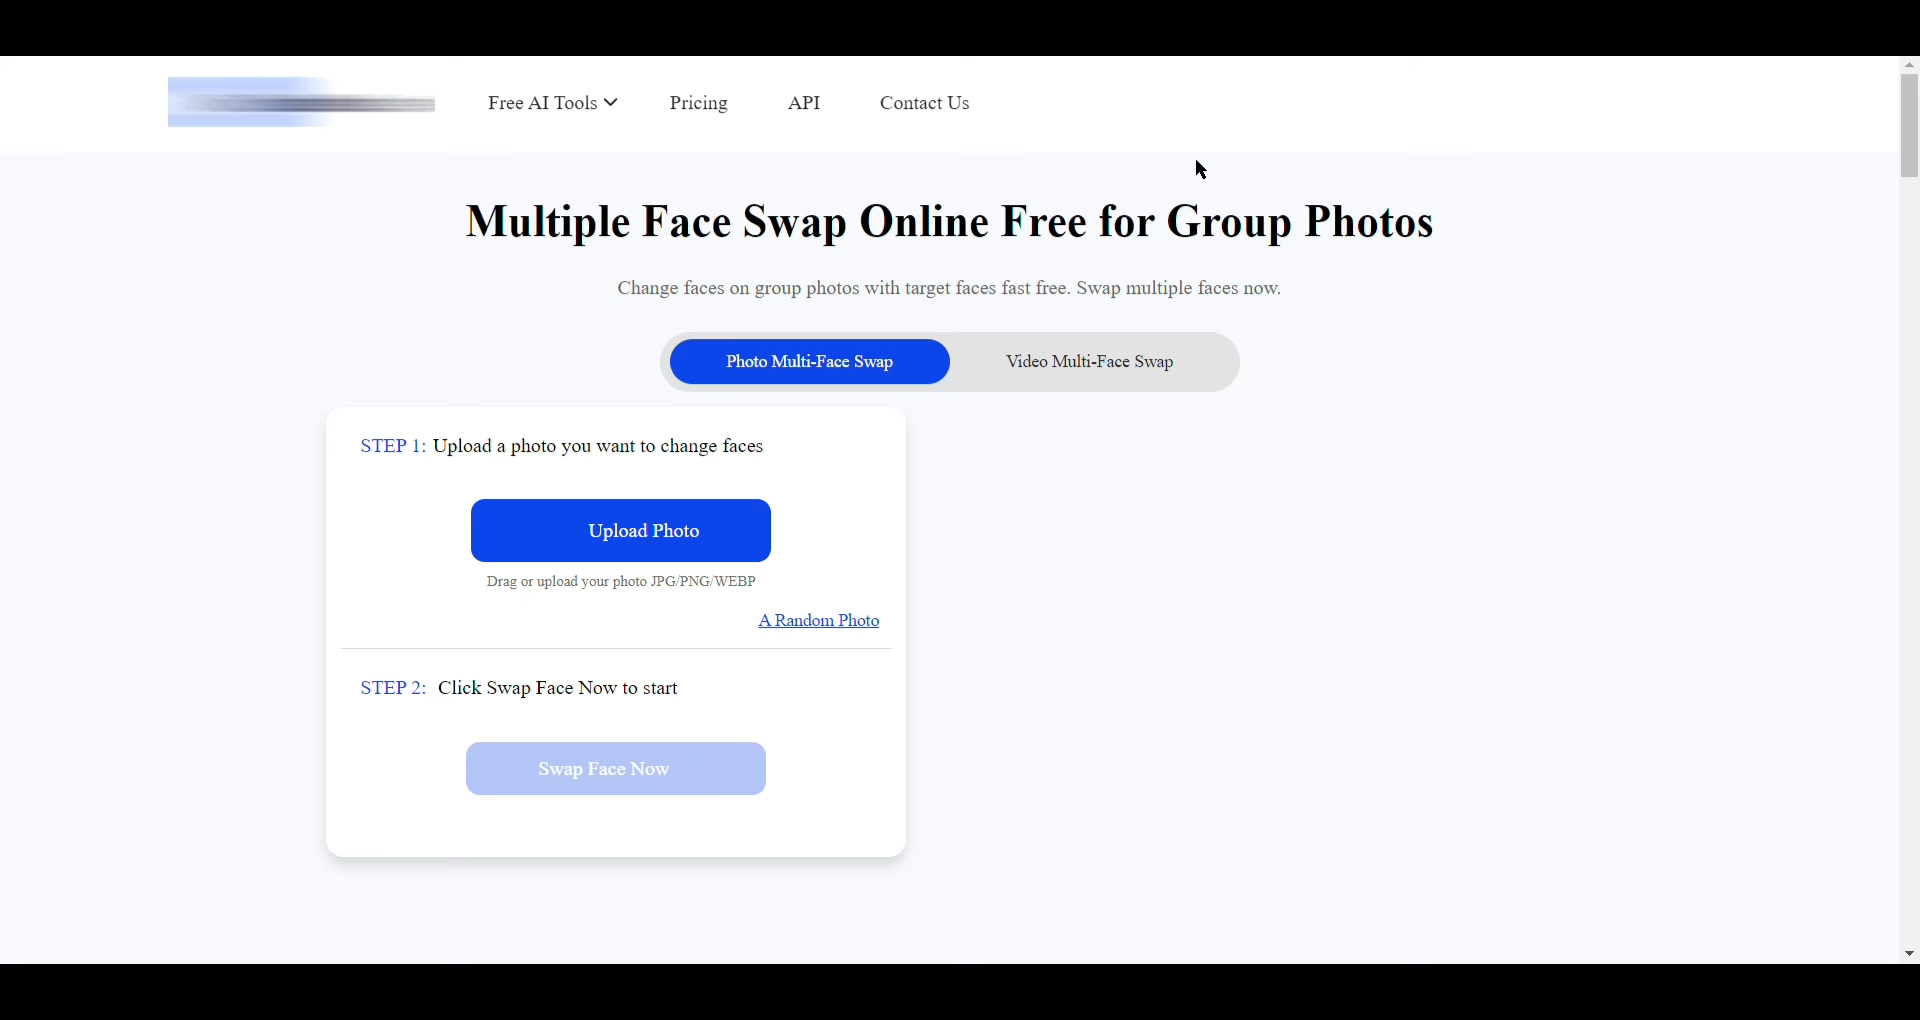 Free AI Tools
Pricing
API
Contact Us
Multiple Face Swap Online Free for Group Photos
Change faces on group photos with target faces fast free. Swap multiple faces now.
Photo Multi-Face Swap
Video Multi-Face Swap
STEP 1: Upload a photo you want to change faces
Upload Photo
Drag or upload your photo JPG/PNG/WEBP
A Random Photo
STEP 2: Click Swap Face Now to start
Swap Face Now